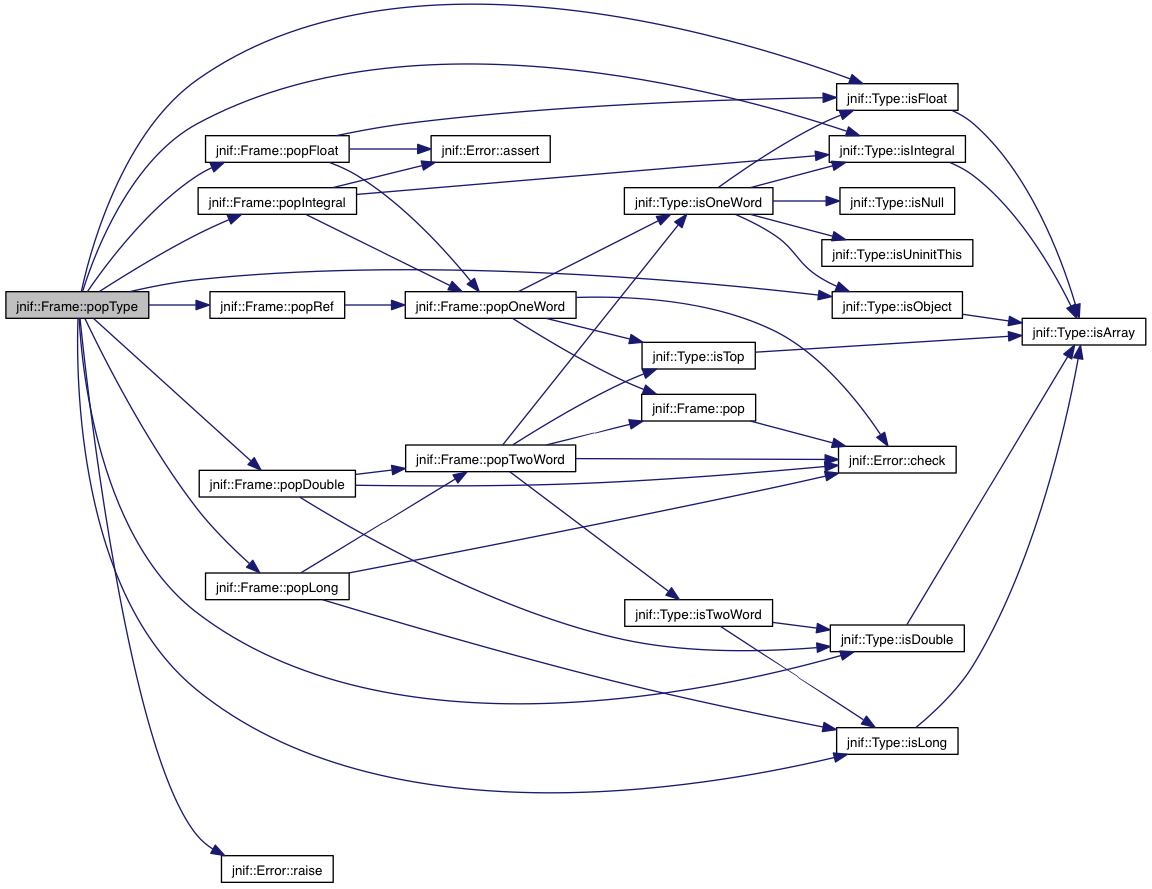 jnif::Type::isFloat
jnif::Frame::popFloat
jnif::Error::assert
jnif::Type::isIntegral
jnif::Frame::popIntegral
jnif::Type::isOneWord
jnif::Type::isNull
jnif::Type::isUninitThis
jnif::Frame::popType
jnif::Frame::popRef
jnif::Frame::popOneWord
jnif::Type::isObject
jnif::Type::isArray
jnif::Type::isTop
jnif::Frame::pop
jnif::Frame::popTwoWord
jnif::Error::check
jnif::Frame::popDouble
jnif::Frame::popLong
jnif::Type::isTwoWord
jnif::Type::isDouble
jnif::Type::isLong
jnif::Error::raise